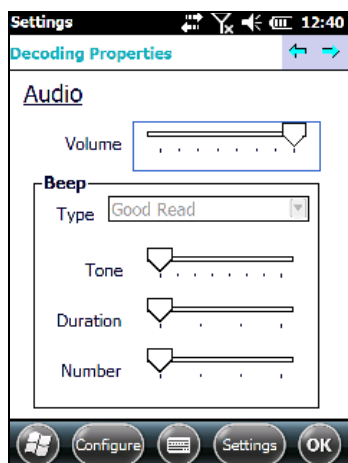 Settings 12:40
Decoding Properties
Audio
Volume
Beep
Type Good Read
Tone
Duration
Number
Configure Settings OK